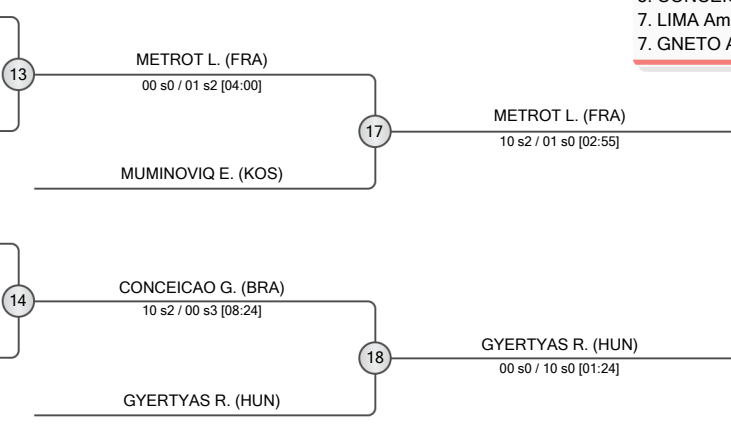 7. LIMA Am
7. GNETO A
13
METROT L. (FRA)
00 s0 / 01 s2 [04:00]
17
METROT L. (FRA)
10 s2 / 01 s0 [02:55]
MUMINOVIQ E. (KOS)
14
CONCEICAO G. (BRA)
10 s2 / 00 s3 [08:24]
18
GYERTYAS R. (HUN)
00 s0 / 10 s0 [01:24]
GYERTYAS R. (HUN)